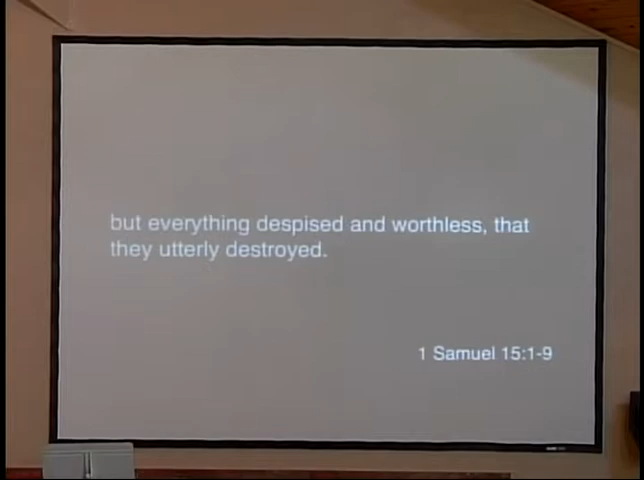 but everything despised and worthless, that
they utterly destroyed.
1 Samuel 15:1-9